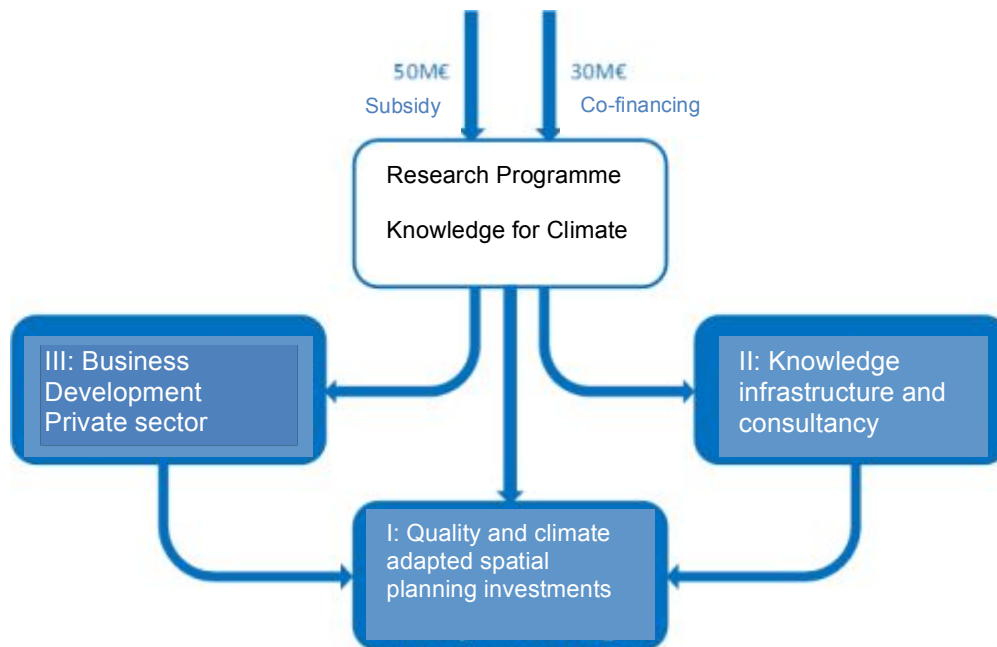 50M€
30M€
Subsidy
Co-financing
Research Programme
Knowledge for Climate
III: Business
Development
Private sector
II: Knowledge
infrastructure and
consultancy
I: Quality and climate
adapted spatial
planning investments